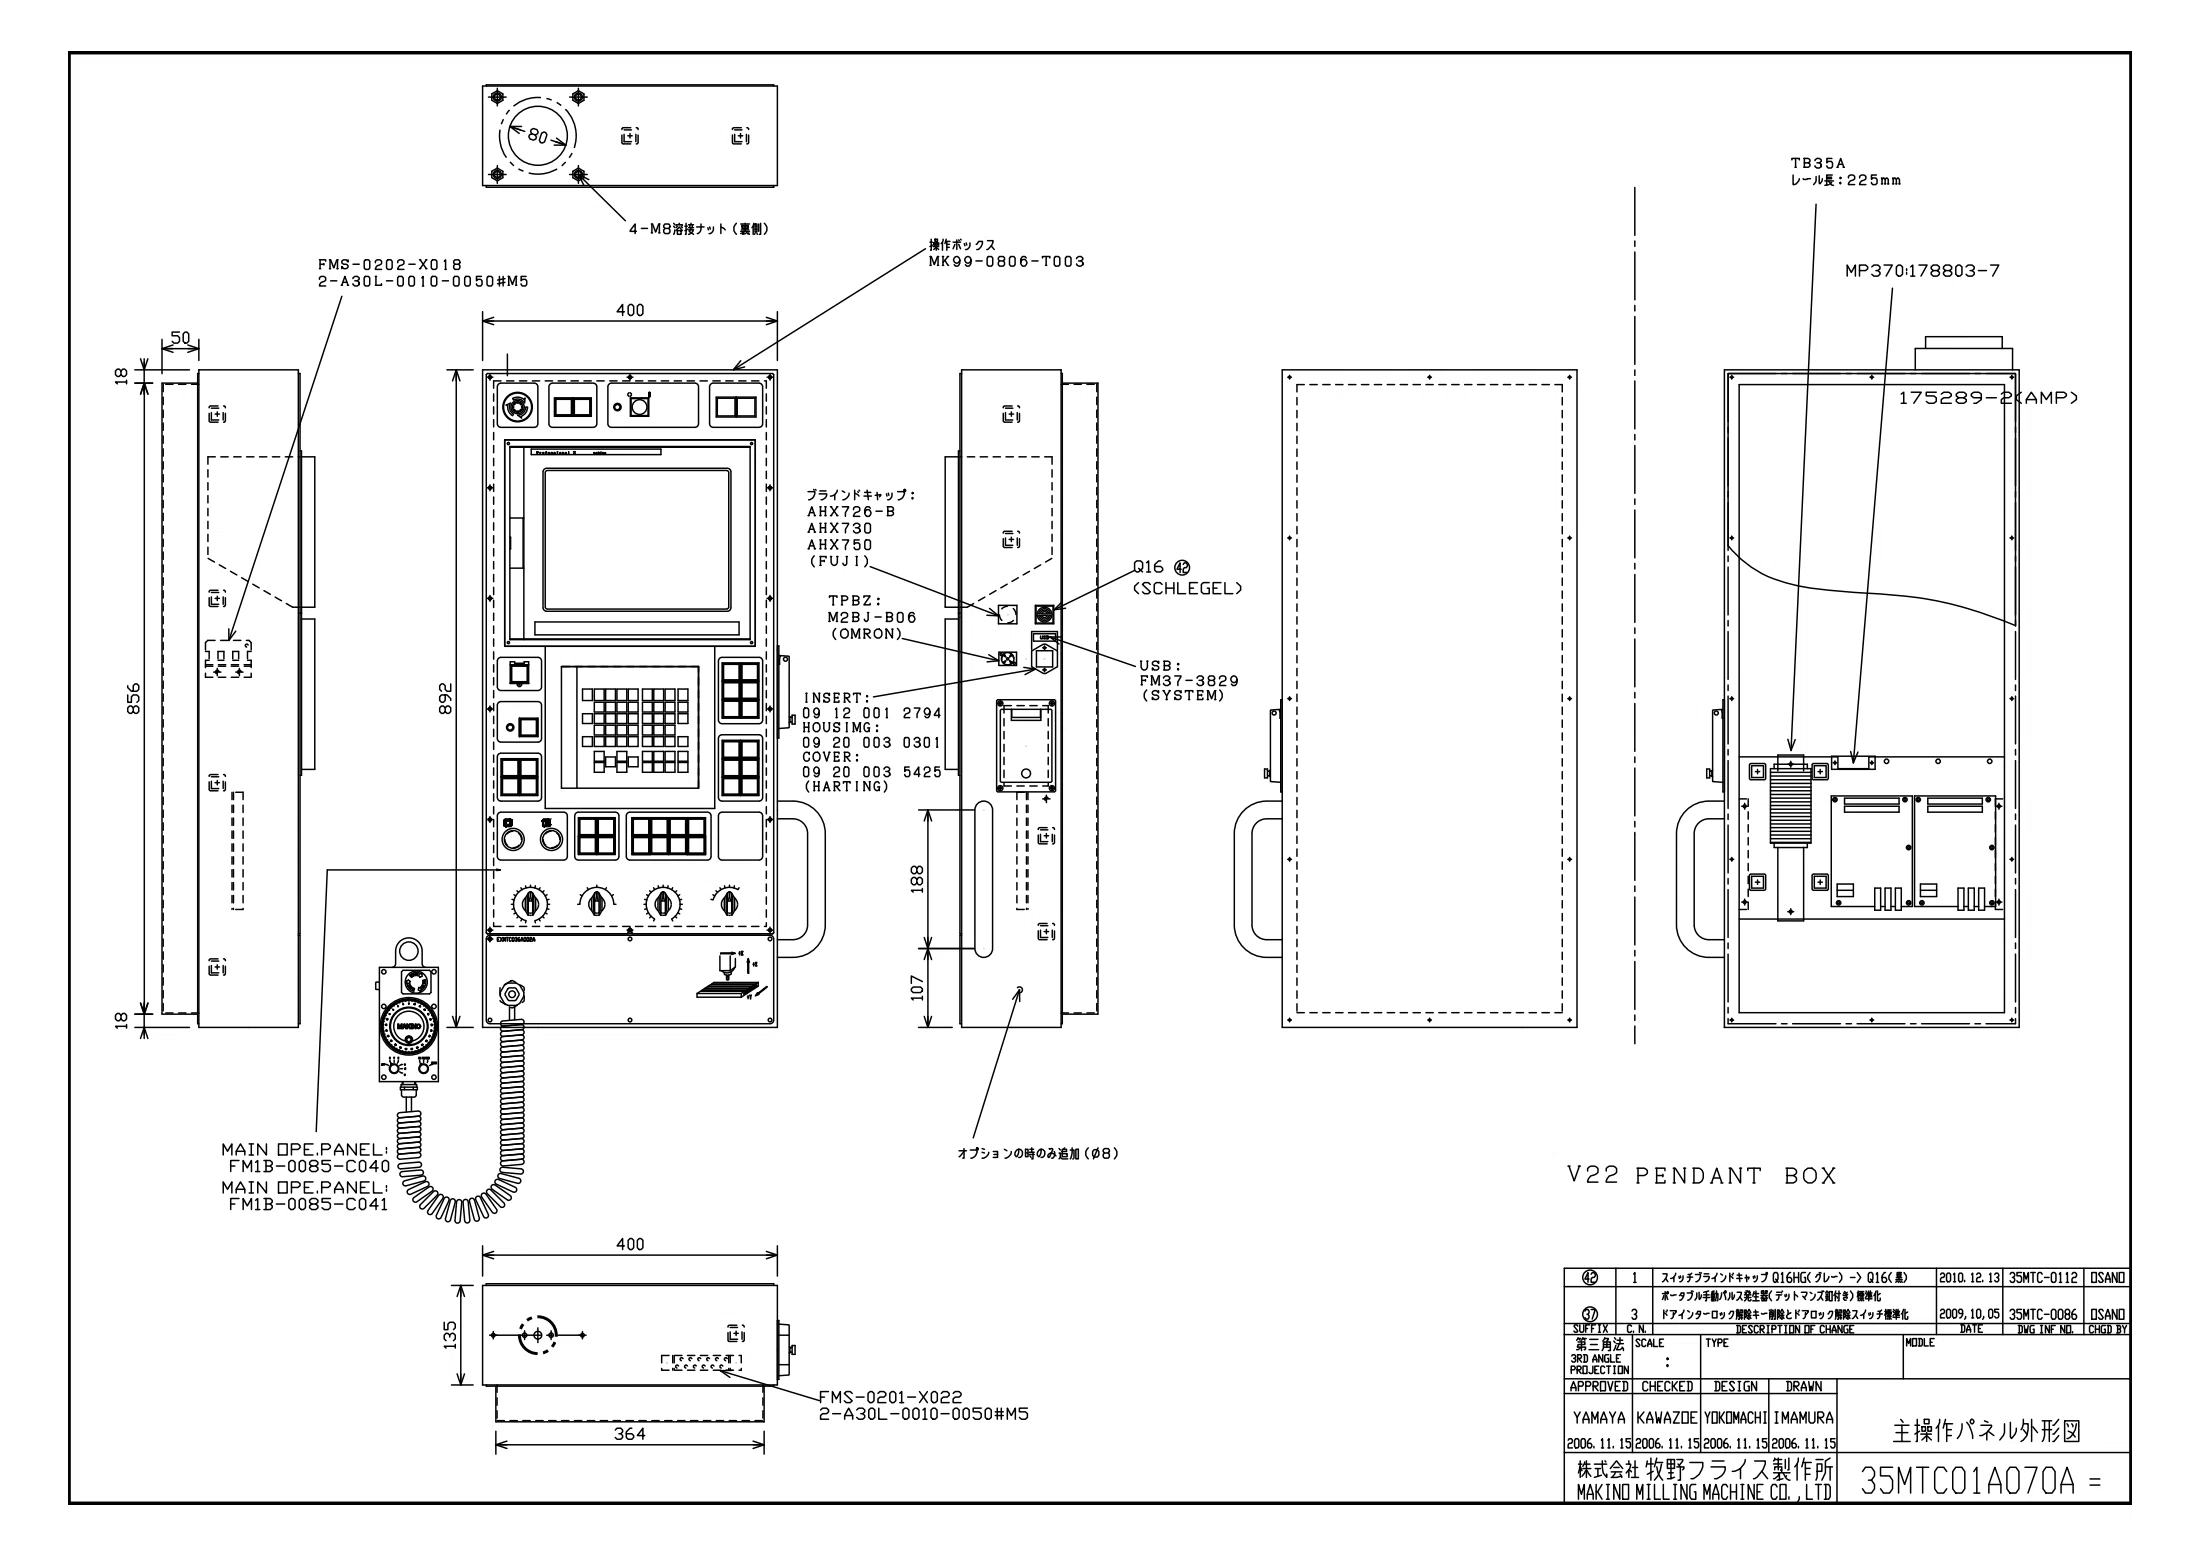 80
4-M8溶接ナット(裏側)
TB35A
レール長:225mm
操作ボックス
MK99-0806-T003
FMS-0202-X018
2-A30L-0010-0050#M5
MP370:178803-7
400
50
18
175289-2(AMP)
Professional
ブラインドキャップ:
AHX726-B
AHX730
AHX750
(FUJI)
Q16 ㊷
(SCHLEGEL)
TPBZ:
M2BJ-B06
(OMRON)
USB
USB:
FM37-3829
(SYSTEM)
856
892
INSERT:
09 12 001 2794
HOUSIMG:
09 20 003 0301
COVER:
09 20 003 5425
(HARTING)
188
107
18
MAKINO
MAIN OPE.PANEL:
FM1B-0085-C040
MAIN OPE.PANEL:
FM1B-0085-C041
オプションの時のみ追加(Ø8)
V22 PENDANT BOX
400
135
364
FMS-0201-X022
2-A30L-0010-0050#M5
㊷ 1 スイッチブラインドキャップ Q16HG(グレー) -> Q16(黒) 2010.12.13 35MTC-0112 OSANO
ポータブル手動パルス発生器(デットマンズ釦付き)標準化
㊲ 3 ドアインターロック解除キー削除とドアロック解除スイッチ標準化 2009,10,05 35MTC-0086 OSANO
SUFFIX C.N. DESCRIPTION OF CHANGE DATE DWG INF NO. CHGD BY
第三角法
3RD ANGLE
PROJECTION
SCALE
:
TYPE
MODLE
APPROVED CHECKED DESIGN DRAWN
YAMAYA KAWAZOE YOKOMACHI IMAMURA
2006.11.15 2006.11.15 2006.11.15 2006.11.15
主操作パネル外形図
株式会社 牧野フライス製作所
MAKINO MILLING MACHINE CO.,LTD
35MTC01A070A =